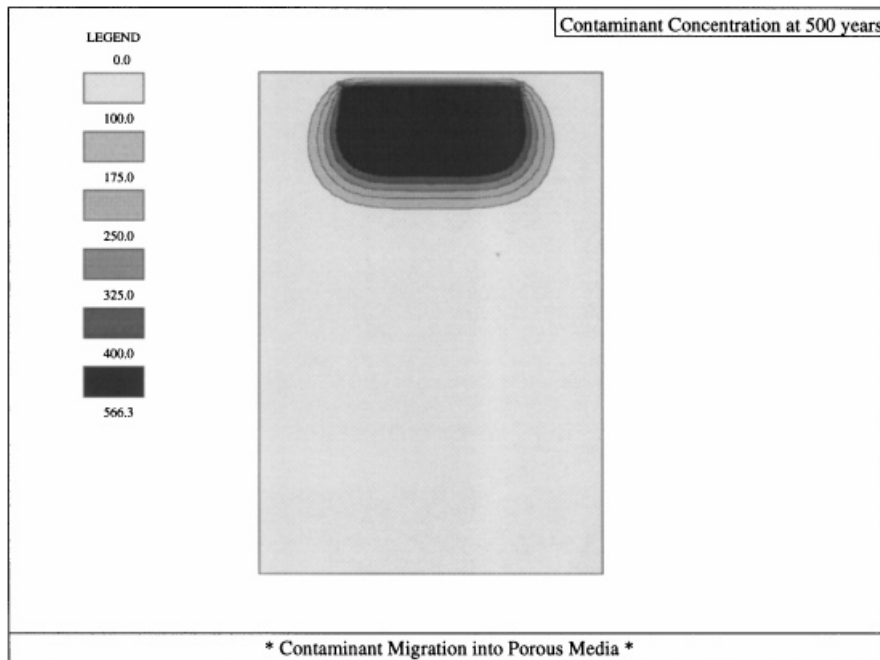 Contaminant Concentration at 500 years
LEGEND
0.0
100.0
175.0
250.0
325.0
400.0
566.3
* Contaminant Migration into Porous Media *